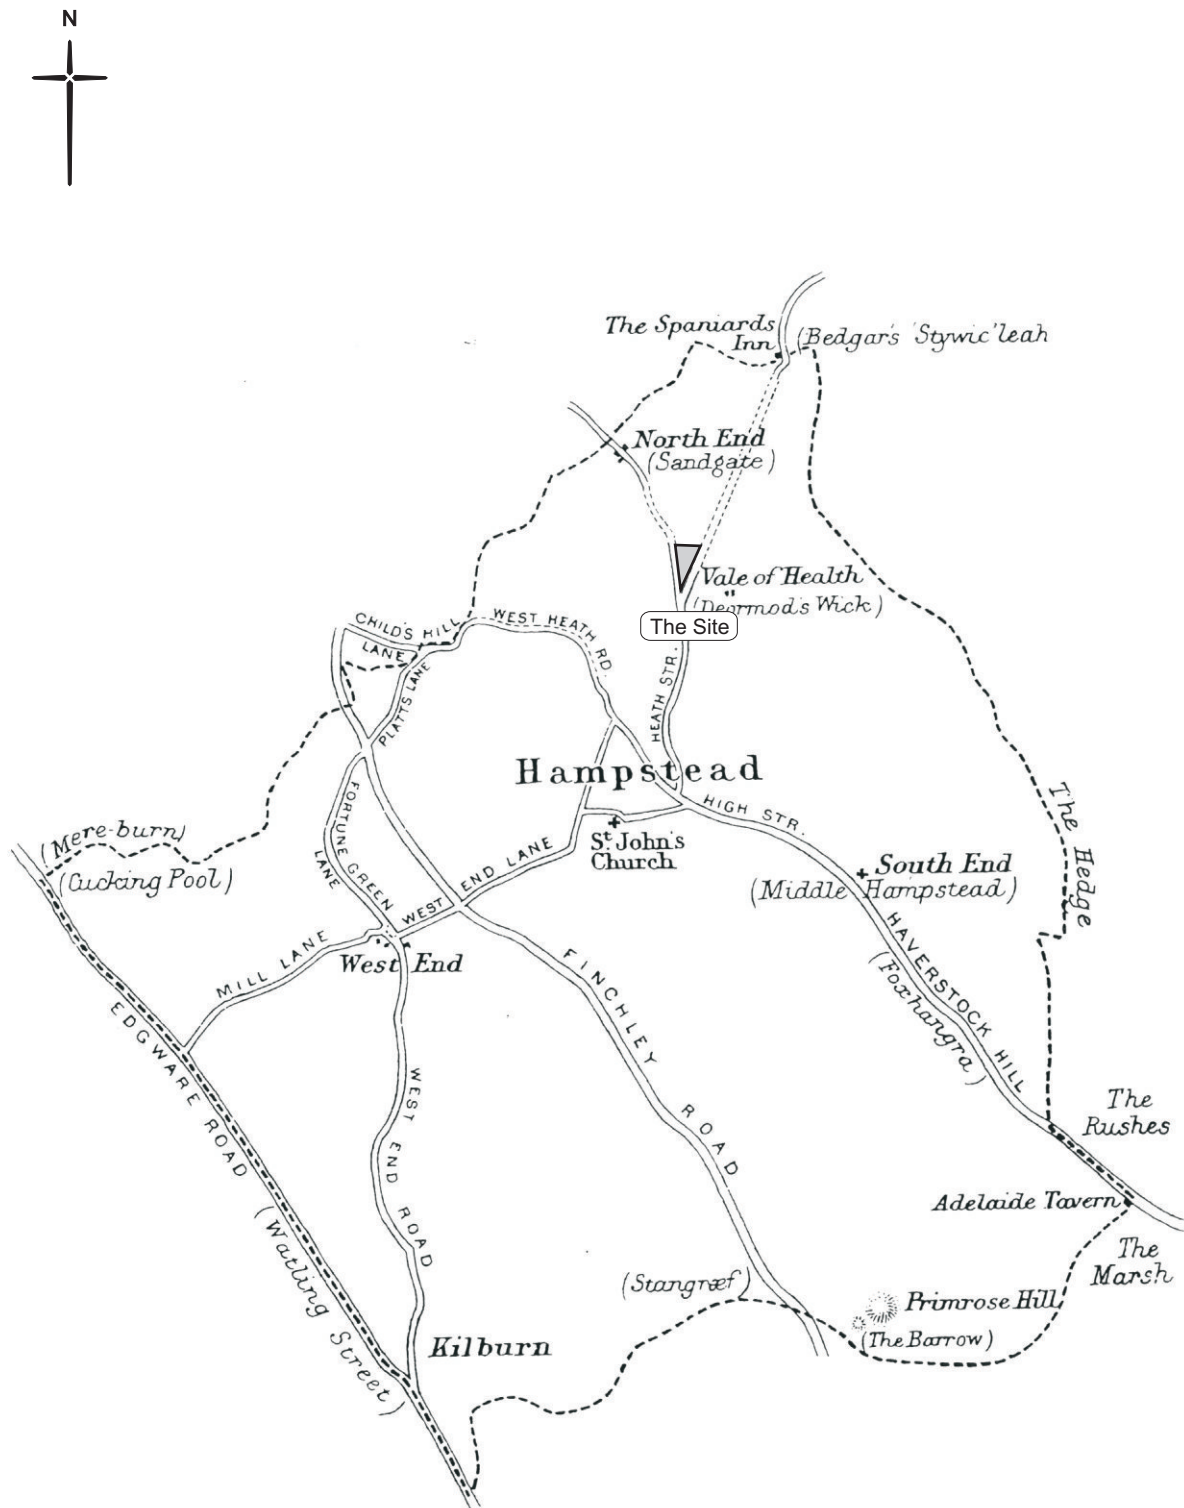 N
The Spaniards
Inn
(Bedgar's 'Stywic'leah
North End
(Sandgate)
Vale of Health
(Deormod's Wick)
The Site
CHILD'S HILL
LANE
WEST HEATH RD.
PLATTS LANE
HEATH STR.
Hampstead
HIGH STR.
St. John's
Church
FORTUNE GREEN
LANE
WEST END LANE
(Mere-burn)
(Cucking Pool)
South End
(Middle Hampstead)
The Hedge
MILL LANE
West End
HAVERSTOCK HILL
(Foxhangra)
FINCHLEY ROAD
EDGWARE ROAD
(Watling Street)
WEST END ROAD
The
Rushes
Adelaide Tavern
The
Marsh
(Stangræf)
Primrose Hill
(The Barrow)
Kilburn